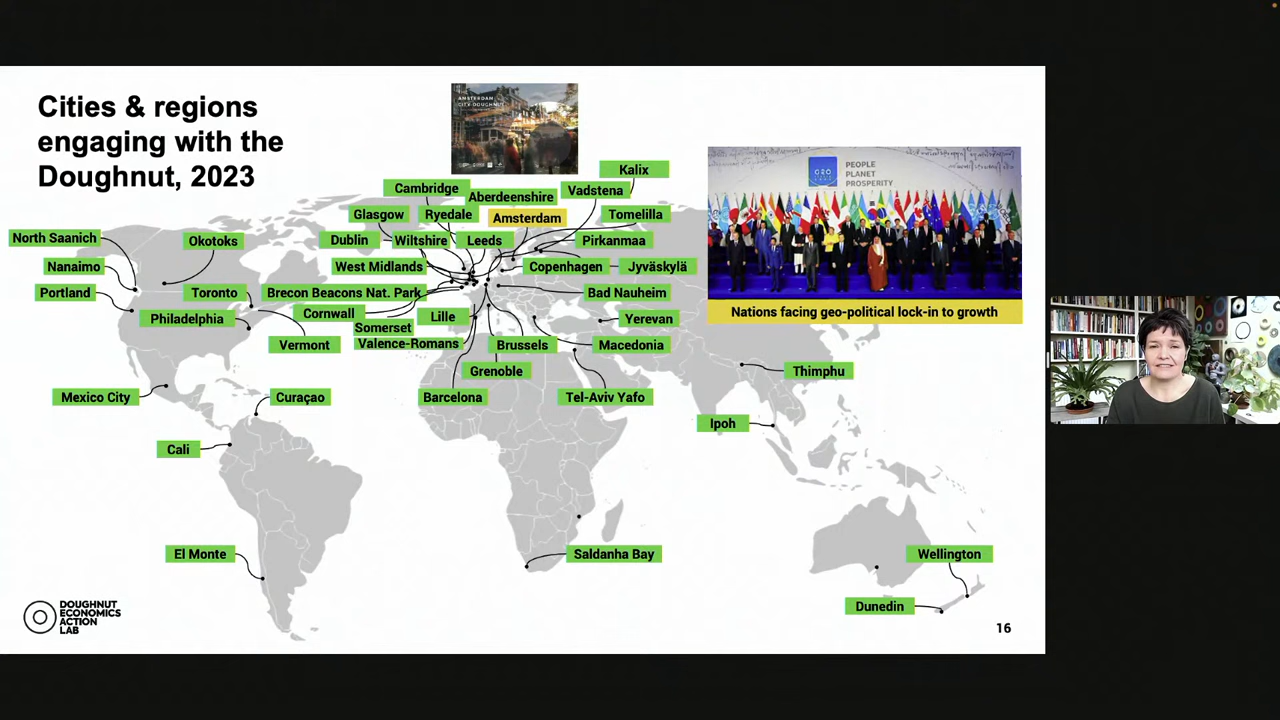 Cities & regions
engaging with the
Doughnut, 2023
AMSTERDAM
CITY DOUGHNUT
PEOPLE
PLANET
PROSPERITY
Nations facing geo-political lock-in to growth
Kalix
Cambridge
Aberdeenshire
Vadstena
Glasgow
Ryedale
Amsterdam
Tomelilla
North Saanich
Okotoks
Dublin
Wiltshire
Leeds
Pirkanmaa
Nanaimo
West Midlands
Copenhagen
Jyväskylä
Portland
Toronto
Brecon Beacons Nat. Park
Bad Nauheim
Philadelphia
Cornwall
Lille
Yerevan
Somerset
Vermont
Valence-Romans
Brussels
Macedonia
Grenoble
Thimphu
Mexico City
Curaçao
Barcelona
Tel-Aviv Yafo
Ipoh
Cali
El Monte
Saldanha Bay
Wellington
Dunedin
DOUGHNUT
ECONOMICS
ACTION
LAB
16